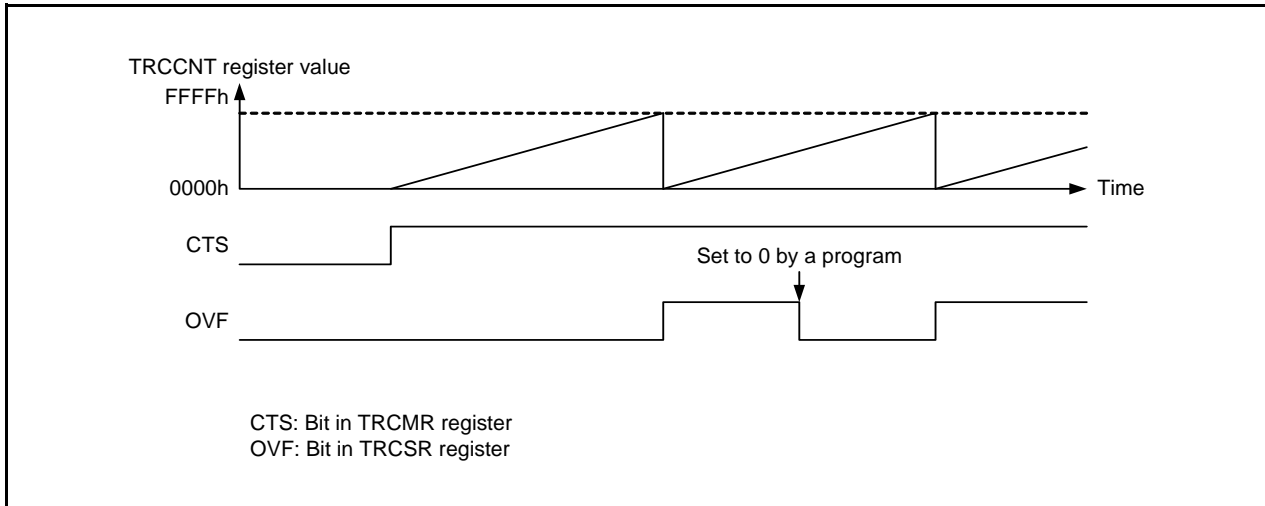 TRCCNT register value
FFFFh
0000h
Time
CTS
Set to 0 by a program
OVF
CTS: Bit in TRCMR register
OVF: Bit in TRCSR register